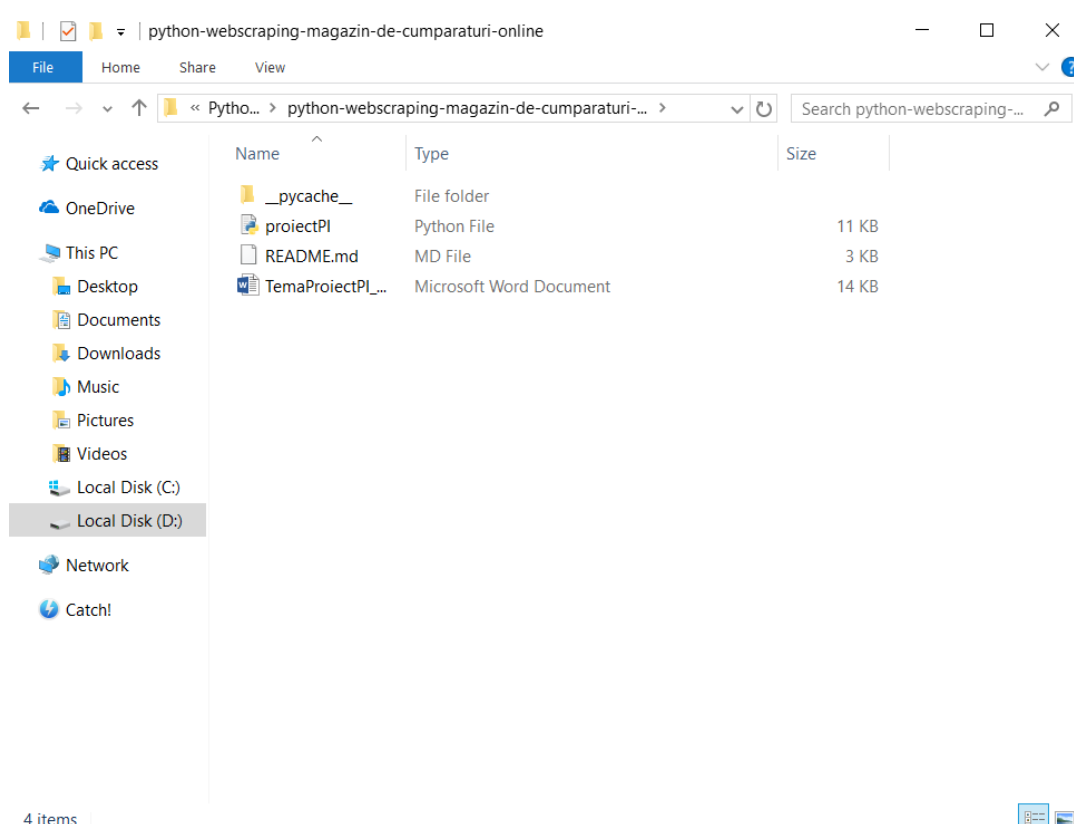 python-webscraping-magazin-de-cumparaturi-online
File Home Share View
« Pytho... > python-webscraping-magazin-de-cumparaturi-... >
Search python-webscraping-...
Name Type Size
Quick access
OneDrive
This PC
Desktop
Documents
Downloads
Music
Pictures
Videos
Local Disk (C:)
Local Disk (D:)
Network
Catch!
__pycache__ File folder
proiectPI Python File 11 KB
README.md MD File 3 KB
TemaProiectPI_... Microsoft Word Document 14 KB
4 items